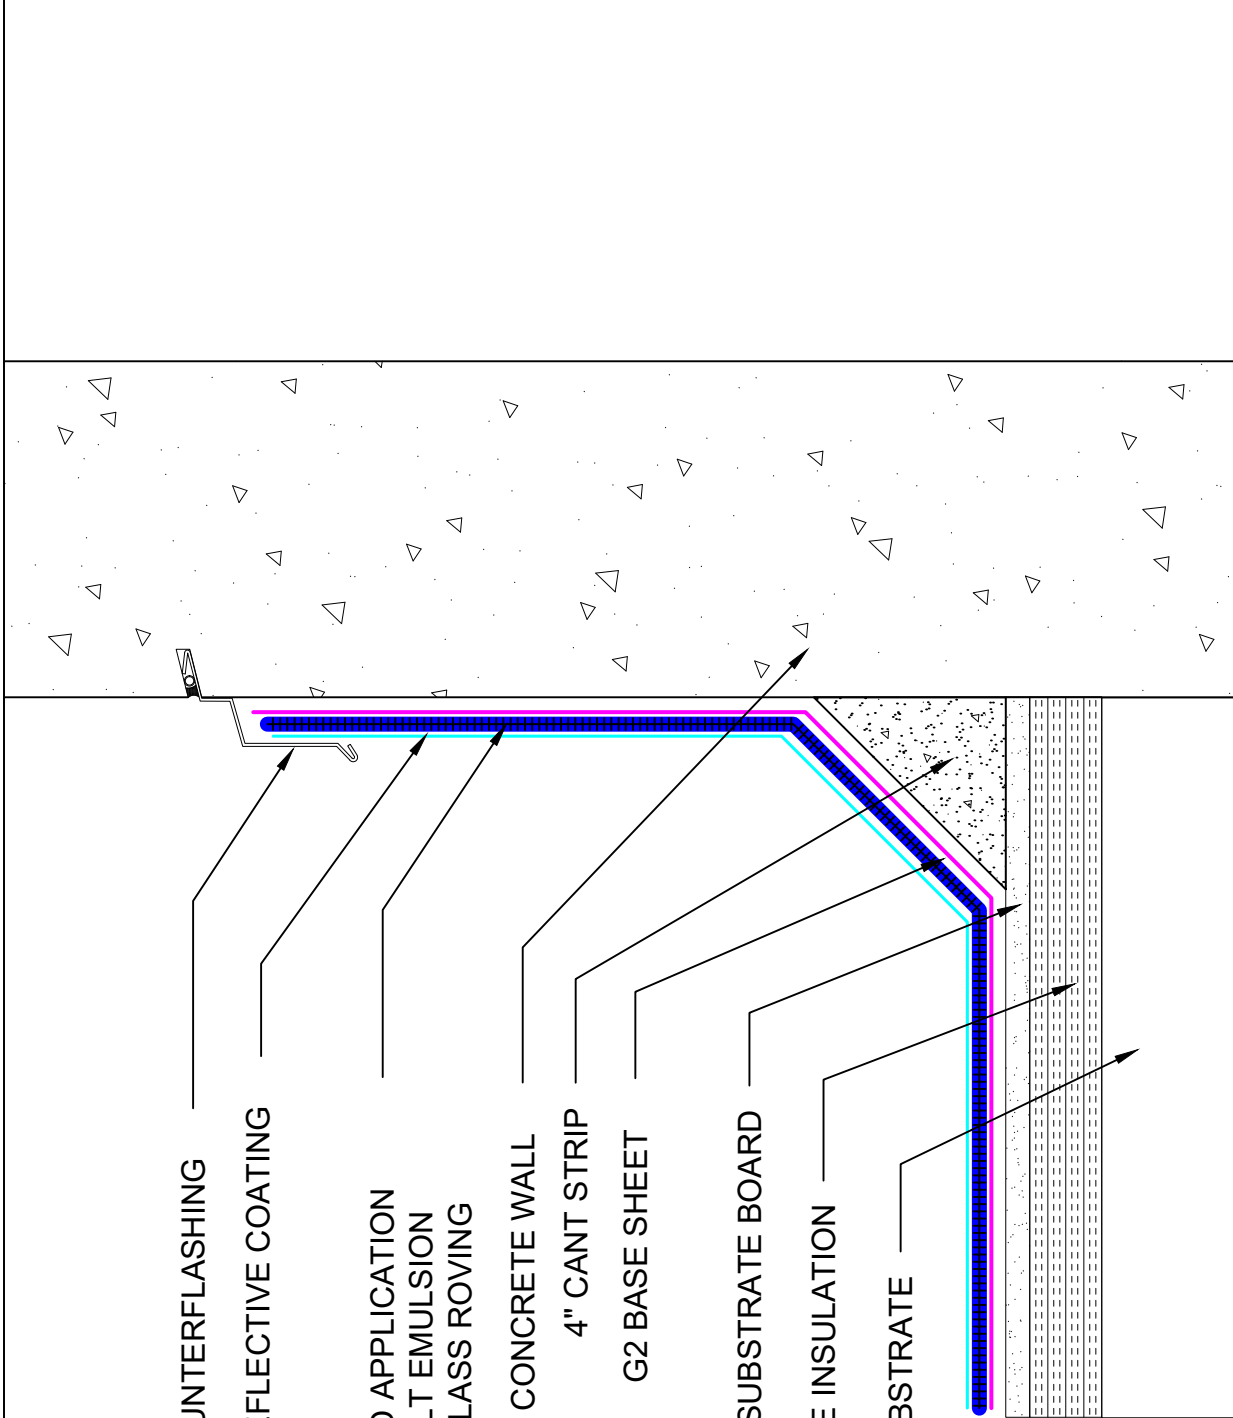 UNTERFLASHING
FLECTIVE COATING
APPLICATION
LT EMULSION
LASS ROVING
CONCRETE WALL
4" CANT STRIP
G2 BASE SHEET
SUBSTRATE BOARD
E INSULATION
BSTRATE